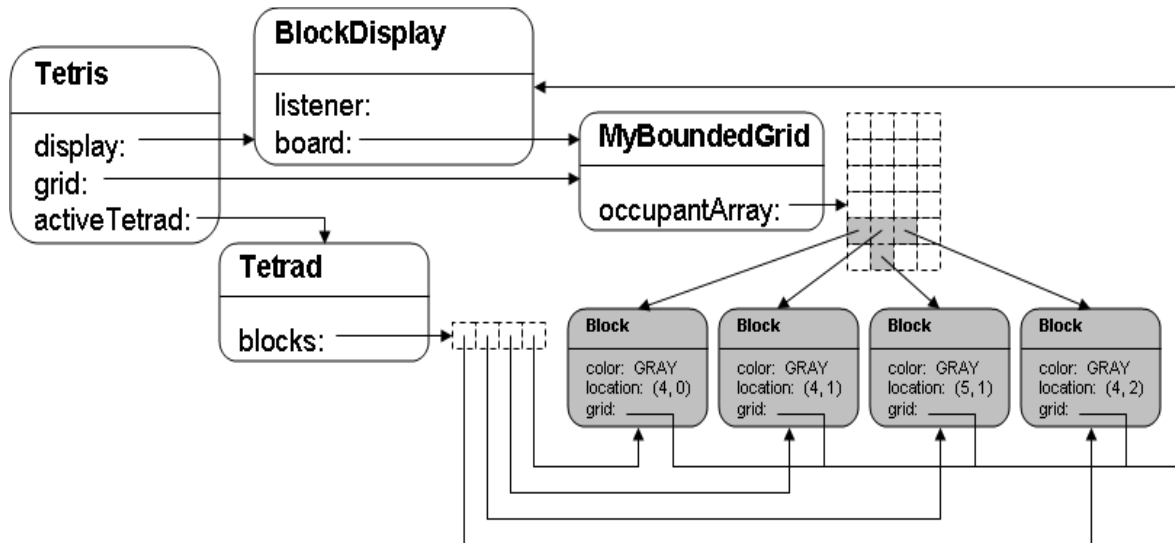 BlockDisplay
listener:
board:
Tetris
display:
grid:
activeTetrad:
MyBoundedGrid
occupantArray:
Tetrad
blocks:
Block
color: GRAY
location: (4, 0)
grid:
Block
color: GRAY
location: (4, 1)
grid:
Block
color: GRAY
location: (5, 1)
grid:
Block
color: GRAY
location: (4, 2)
grid: